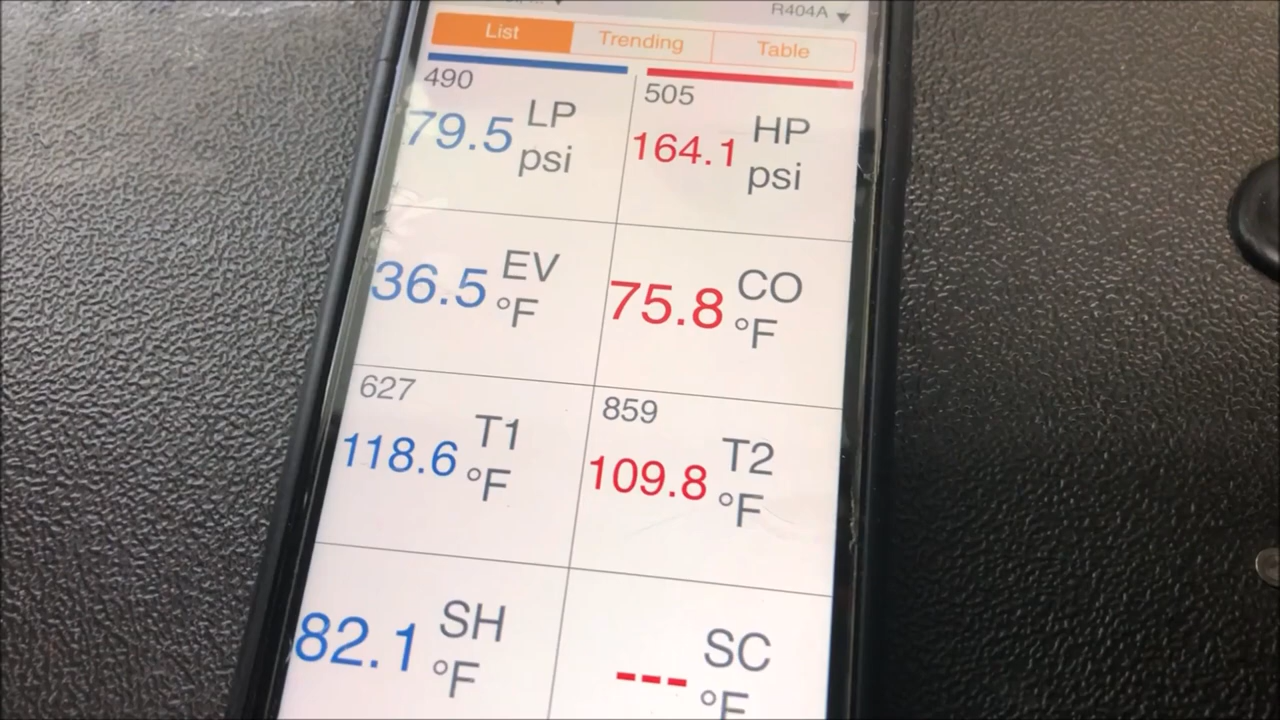 R404A
List Trending Table
490 505
79.5 LP psi 164.1 HP psi
36.5 EV °F 75.8 CO °F
627 859
118.6 T1 °F 109.8 T2 °F
82.1 SH °F --- SC °F